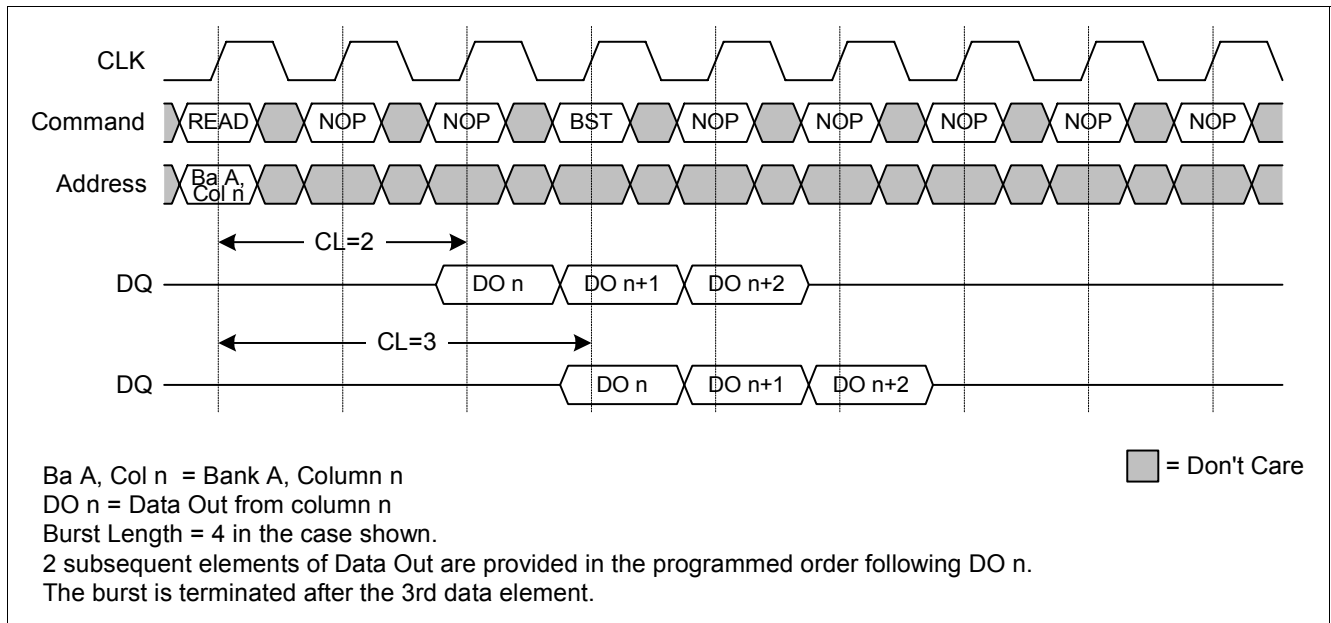 CLK
Command READ NOP NOP BST NOP NOP NOP NOP NOP
Address Ba A,
Col n
CL=2
DQ DO n DO n+1 DO n+2
CL=3
DQ DO n DO n+1 DO n+2
Ba A, Col n = Bank A, Column n
= Don't Care
DO n = Data Out from column n
Burst Length = 4 in the case shown.
2 subsequent elements of Data Out are provided in the programmed order following DO n.
The burst is terminated after the 3rd data element.